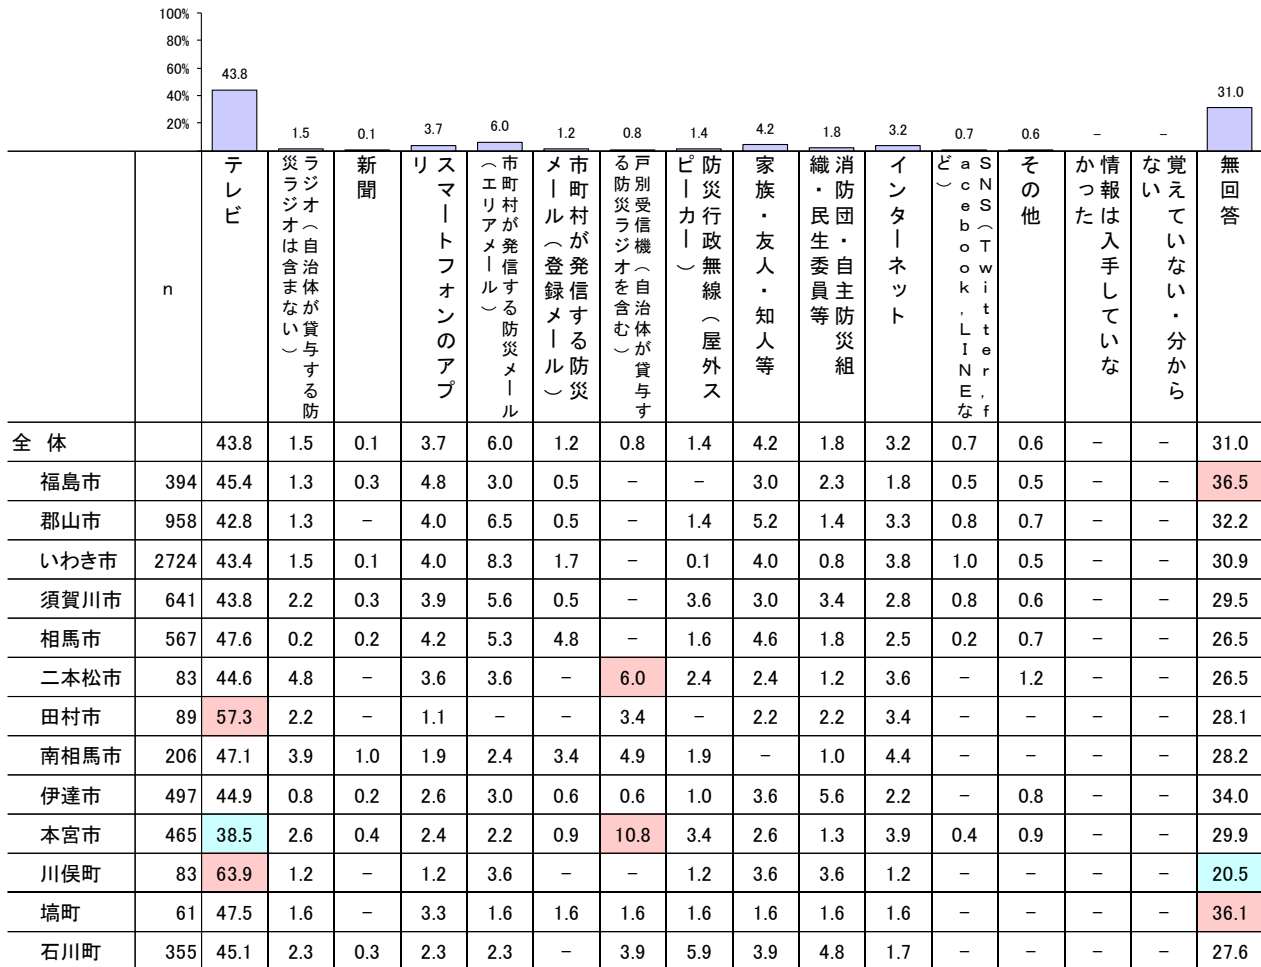 100%
80%
60%
40%
20%
43.8 1.5 0.1 3.7 6.0 1.2 0.8 1.4 4.2 1.8 3.2 0.7 0.6 － － 31.0
n
テレビ
ラジオ（自治体が貸与する防
災ラジオは含まない）
新聞
スマートフォンのアプ
リ
市町村が発信する防災メール
（エリアメール）
市町村が発信する防災
メール（登録メール）
戸別受信機（自治体が貸与す
る防災ラジオを含む）
防災行政無線（屋外ス
ピーカー）
家族・友人・知人等
消防団・自主防災組
織・民生委員等
インターネット
ＳＮＳ（Ｔｗｉｔｔｅｒ，ｆ
ａｃｅｂｏｏｋ，ＬＩＮＥな
ど）
その他
情報は入手していな
かった
覚えていない・分から
ない
無回答
全 体 43.8 1.5 0.1 3.7 6.0 1.2 0.8 1.4 4.2 1.8 3.2 0.7 0.6 － － 31.0
福島市 394 45.4 1.3 0.3 4.8 3.0 0.5 － － 3.0 2.3 1.8 0.5 0.5 － － 36.5
郡山市 958 42.8 1.3 － 4.0 6.5 0.5 － 1.4 5.2 1.4 3.3 0.8 0.7 － － 32.2
いわき市 2724 43.4 1.5 0.1 4.0 8.3 1.7 － 0.1 4.0 0.8 3.8 1.0 0.5 － － 30.9
須賀川市 641 43.8 2.2 0.3 3.9 5.6 0.5 － 3.6 3.0 3.4 2.8 0.8 0.6 － － 29.5
相馬市 567 47.6 0.2 0.2 4.2 5.3 4.8 － 1.6 4.6 1.8 2.5 0.2 0.7 － － 26.5
二本松市 83 44.6 4.8 － 3.6 3.6 － 6.0 2.4 2.4 1.2 3.6 － 1.2 － － 26.5
田村市 89 57.3 2.2 － 1.1 － － 3.4 － 2.2 2.2 3.4 － － － － 28.1
南相馬市 206 47.1 3.9 1.0 1.9 2.4 3.4 4.9 1.9 － 1.0 4.4 － － － － 28.2
伊達市 497 44.9 0.8 0.2 2.6 3.0 0.6 0.6 1.0 3.6 5.6 2.2 － 0.8 － － 34.0
本宮市 465 38.5 2.6 0.4 2.4 2.2 0.9 10.8 3.4 2.6 1.3 3.9 0.4 0.9 － － 29.9
川俣町 83 63.9 1.2 － 1.2 3.6 － － 1.2 3.6 3.6 1.2 － － － － 20.5
塙町 61 47.5 1.6 － 3.3 1.6 1.6 1.6 1.6 1.6 1.6 1.6 － － － － 36.1
石川町 355 45.1 2.3 0.3 2.3 2.3 － 3.9 5.9 3.9 4.8 1.7 － － － － 27.6